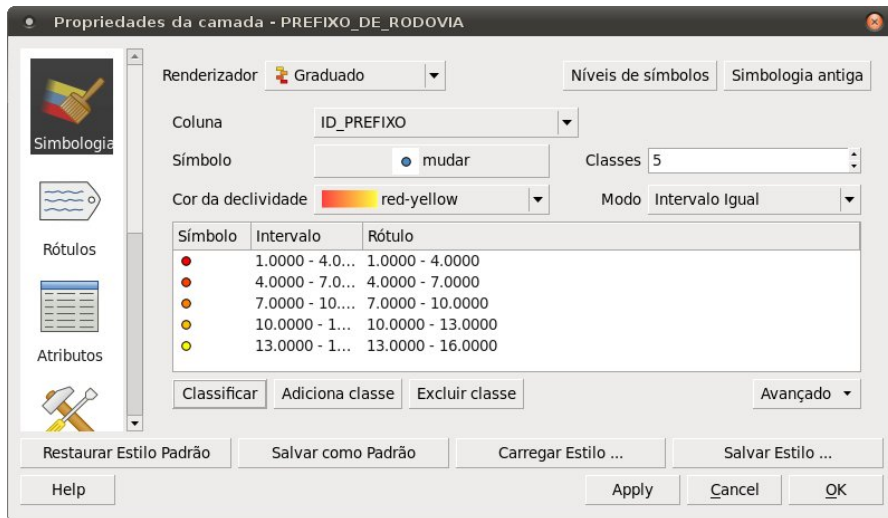 Propriedades da camada - PREFIXO_DE_RODOVIA
Simbologia
Rótulos
Atributos
Renderizador Graduado Níveis de símbolos Simbologia antiga
Coluna ID_PREFIXO
Símbolo mudar Classes 5
Cor da declividade red-yellow Modo Intervalo Igual
Símbolo Intervalo Rótulo
1.0000 - 4.0... 1.0000 - 4.0000
4.0000 - 7.0... 4.0000 - 7.0000
7.0000 - 10.... 7.0000 - 10.0000
10.0000 - 1... 10.0000 - 13.0000
13.0000 - 1... 13.0000 - 16.0000
Classificar Adiciona classe Excluir classe Avançado
Restaurar Estilo Padrão Salvar como Padrão Carregar Estilo ... Salvar Estilo ...
Help Apply Cancel OK